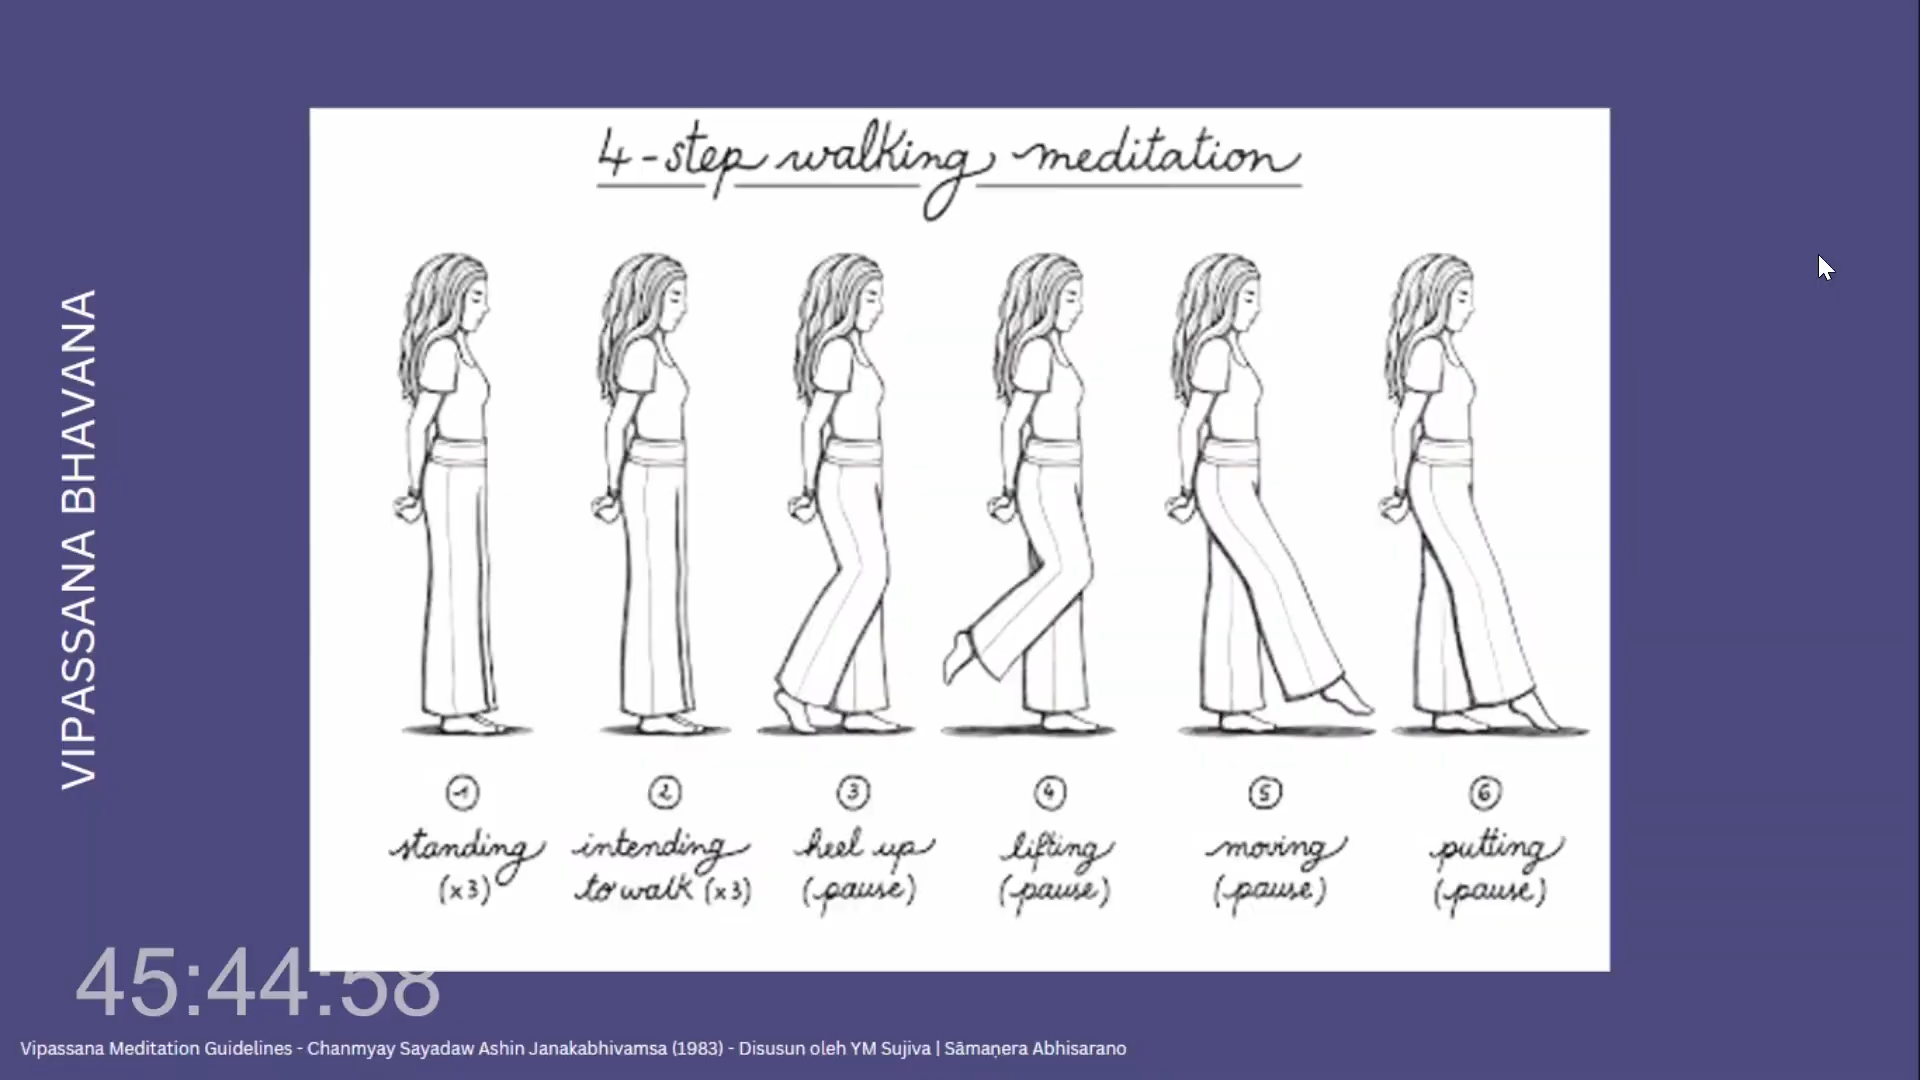 4-step walking meditation
VIPASSANA BHAVANA
1 2 3 4 5 6
standing intending heel up lifting moving putting
(x3) to walk (x3) (pause) (pause) (pause) (pause)
45:44:58
Vipassana Meditation Guidelines - Chanmyay Sayadaw Ashin Janakabhivamsa (1983) - Disusun oleh YM Sujiva | Sāmaṇera Abhisarano